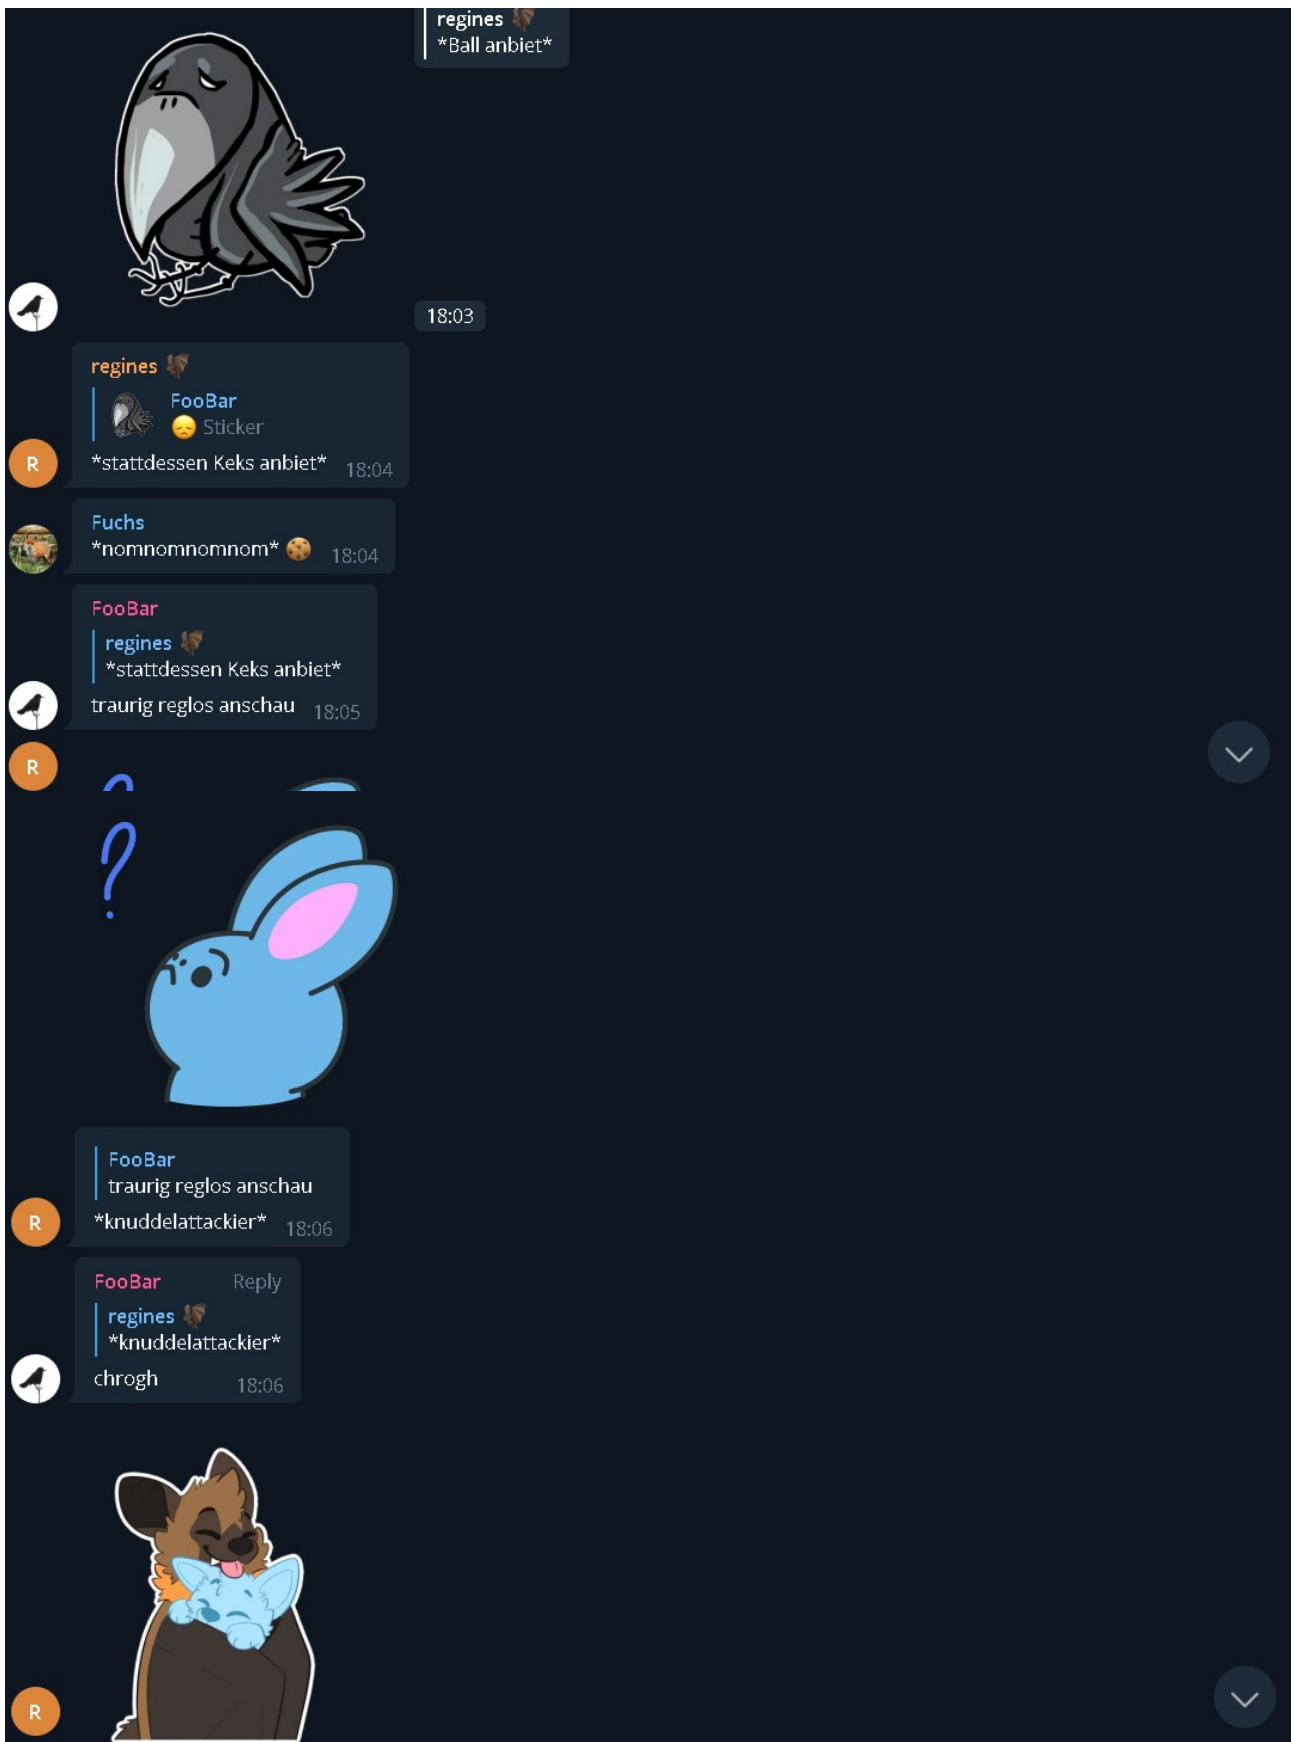 regines 🦇
*Ball anbiet*
18:03
regines 🦇
FooBar
😞 Sticker
*stattdessen Keks anbiet* 18:04
R
Fuchs
*nomnomnomnom* 🍪 18:04
FooBar
regines 🦇
*stattdessen Keks anbiet*
traurig reglos anschau 18:05
R
?
FooBar
traurig reglos anschau
*knuddelattackier* 18:06
R
FooBar Reply
regines 🦇
*knuddelattackier*
chrogh 18:06
R